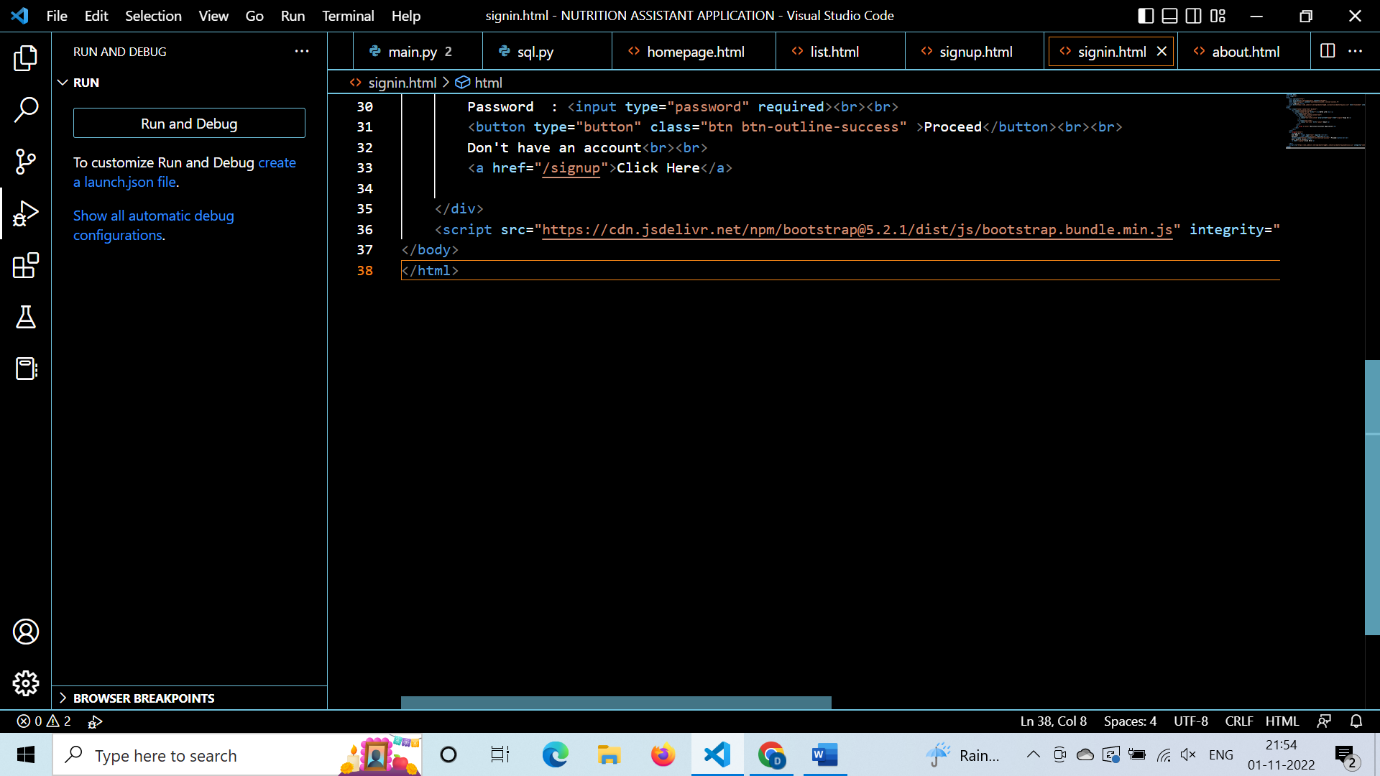 File Edit Selection View Go Run Terminal Help signin.html - NUTRITION ASSISTANT APPLICATION - Visual Studio Code
RUN AND DEBUG ...
main.py 2 sql.py homepage.html list.html signup.html signin.html about.html ...
RUN
signin.html > html
Run and Debug
To customize Run and Debug create
a launch.json file.
Show all automatic debug
configurations.
30 Password : <input type="password" required><br><br>
31 <button type="button" class="btn btn-outline-success" >Proceed</button><br><br>
32 Don't have an account<br><br>
33 <a href="/signup">Click Here</a>
34
35 </div>
36 <script src="https://cdn.jsdelivr.net/npm/bootstrap@5.2.1/dist/js/bootstrap.bundle.min.js" integrity="
37 </body>
38 </html>
BROWSER BREAKPOINTS
0 2 Ln 38, Col 8 Spaces: 4 UTF-8 CRLF HTML
Type here to search Rain... ENG 21:54
01-11-2022 2